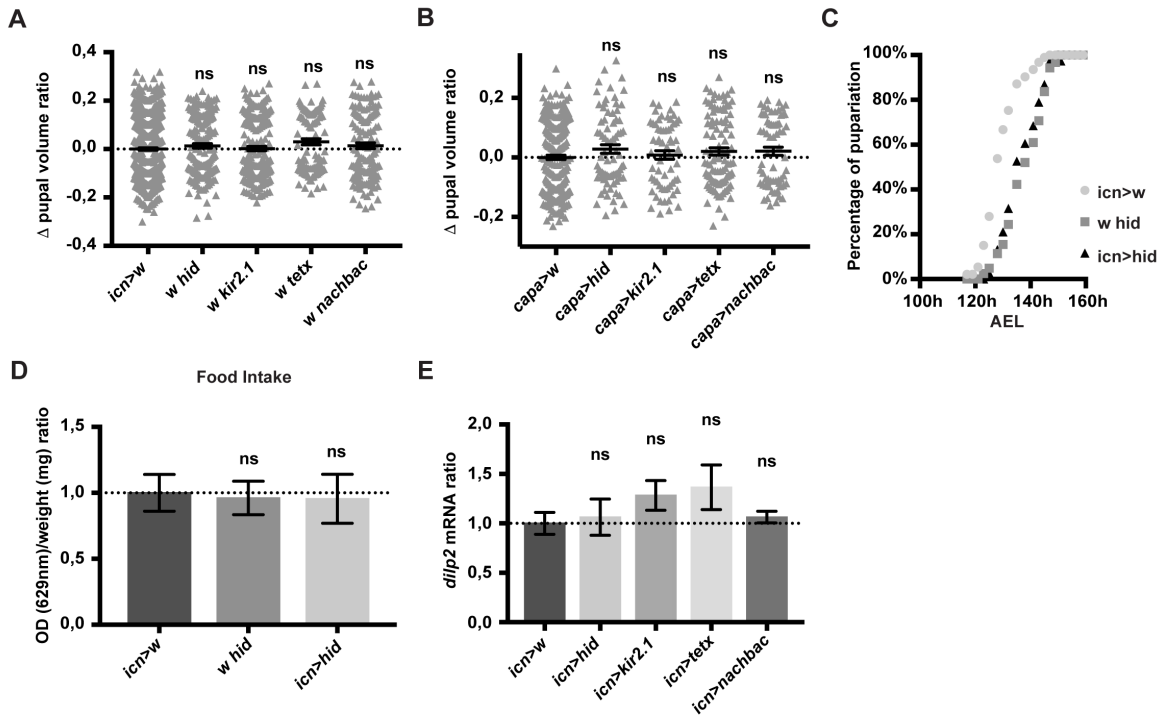 A
Δ pupal volume ratio
0,4
0,2
0,0
-0,2
-0,4
ns
ns
ns
ns
icn>w
w hid
w kir2.1
w tetx
w nachbac
B
Δ pupal volume ratio
0,2
0,0
-0,2
ns
ns
ns
ns
capa>w
capa>hid
capa>kir2.1
capa>tetx
capa>nachbac
C
Percentage of pupariation
100%
80%
60%
40%
20%
0%
100h
120h
140h
160h
AEL
icn>w
w hid
icn>hid
D
Food Intake
OD (629nm)/weight (mg) ratio
1,5
1,0
0,5
0,0
ns
ns
icn>w
w hid
icn>hid
E
dilp2 mRNA ratio
2,0
1,5
1,0
0,5
0,0
ns
ns
ns
ns
icn>w
icn>hid
icn>kir2.1
icn>tetx
icn>nachbac